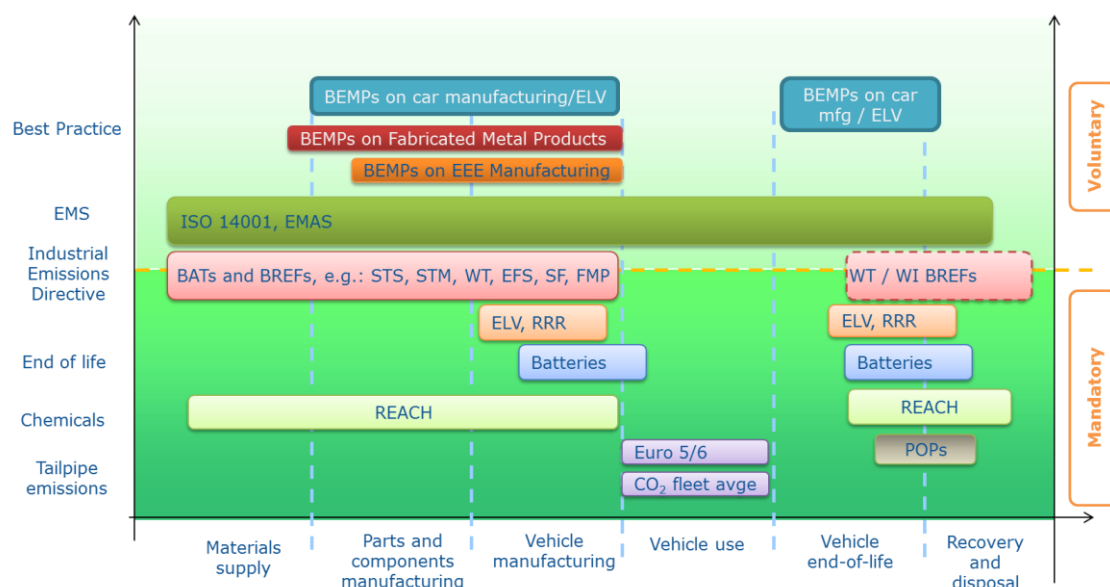 BEMPs on car manufacturing/ELV
BEMPs on car
mfg / ELV
Best Practice
BEMPs on Fabricated Metal Products
BEMPs on EEE Manufacturing
Voluntary
EMS
ISO 14001, EMAS
Industrial
Emissions
Directive
BATs and BREFs, e.g.: STS, STM, WT, EFS, SF, FMP
WT / WI BREFs
ELV, RRR
ELV, RRR
End of life
Batteries
Batteries
Mandatory
Chemicals
REACH
REACH
Tailpipe
emissions
Euro 5/6
POPs
CO₂ fleet avge
Materials
supply
Parts and
components
manufacturing
Vehicle
manufacturing
Vehicle use
Vehicle
end-of-life
Recovery
and
disposal